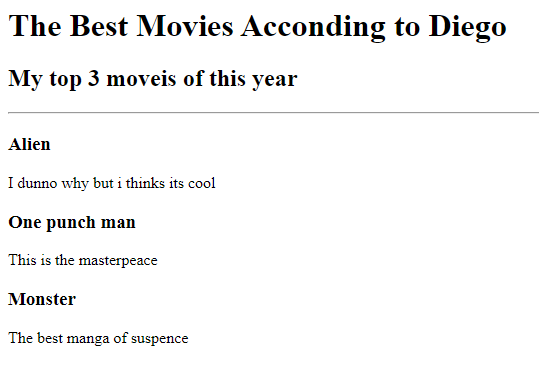 The Best Movies Acconding to Diego
My top 3 moveis of this year
Alien
I dunno why but i thinks its cool
One punch man
This is the masterpeace
Monster
The best manga of suspence